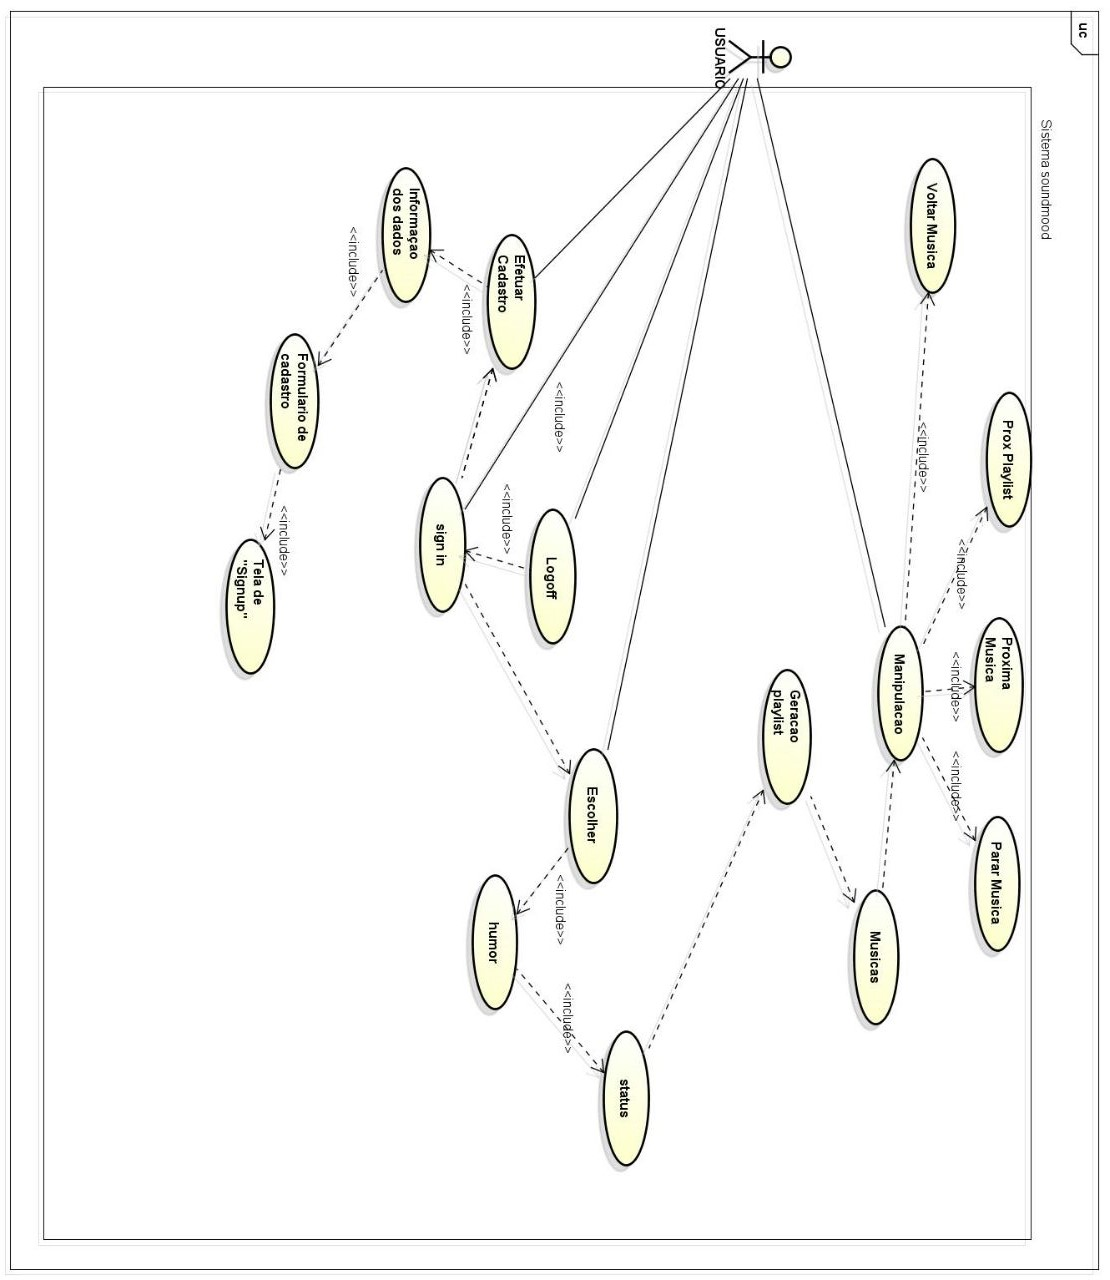 uc
Sistema soundmood
USUARIO
Voltar Musica
Prox Playlist
Proxima
Musica
Parar Musica
<<include>>
<<include>>
<<include>>
<<include>>
Manipulacao
Musicas
Geracao
playlist
Efetuar
Cadastro
Informaçao
dos dados
<<include>>
<<include>>
Formulario de
cadastro
<<include>>
Tela de
"Signup"
<<include>>
<<include>>
Logoff
sign in
Escolher
<<include>>
humor
<<include>>
status